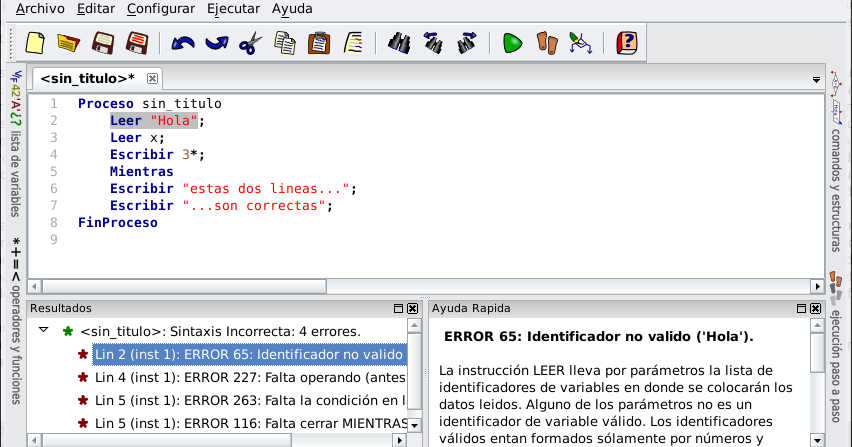 Archivo Editar Configurar Ejecutar Ayuda
<sin_titulo>*
1 Proceso sin_titulo
2 Leer "Hola";
3 Leer x;
4 Escribir 3*;
5 Mientras
6 Escribir "estas dos lineas...";
7 Escribir "...son correctas";
8 FinProceso
9
lista de variables
*+=< operadores y funciones
comandos y estructuras
ejecución paso a paso
Resultados
<sin_titulo>: Sintaxis Incorrecta: 4 errores.
Lin 2 (inst 1): ERROR 65: Identificador no valido
Lin 4 (inst 1): ERROR 227: Falta operando (antes
Lin 5 (inst 1): ERROR 263: Falta la condición en l
Lin 5 (inst 1): ERROR 116: Falta cerrar MIENTRAS
Ayuda Rapida
ERROR 65: Identificador no valido ('Hola').
La instrucción LEER lleva por parámetros la lista de
identificadores de variables en donde se colocarán los
datos leidos. Alguno de los parámetros no es un
identificador de variable válido. Los identificadores
válidos entan formados sólamente por números y